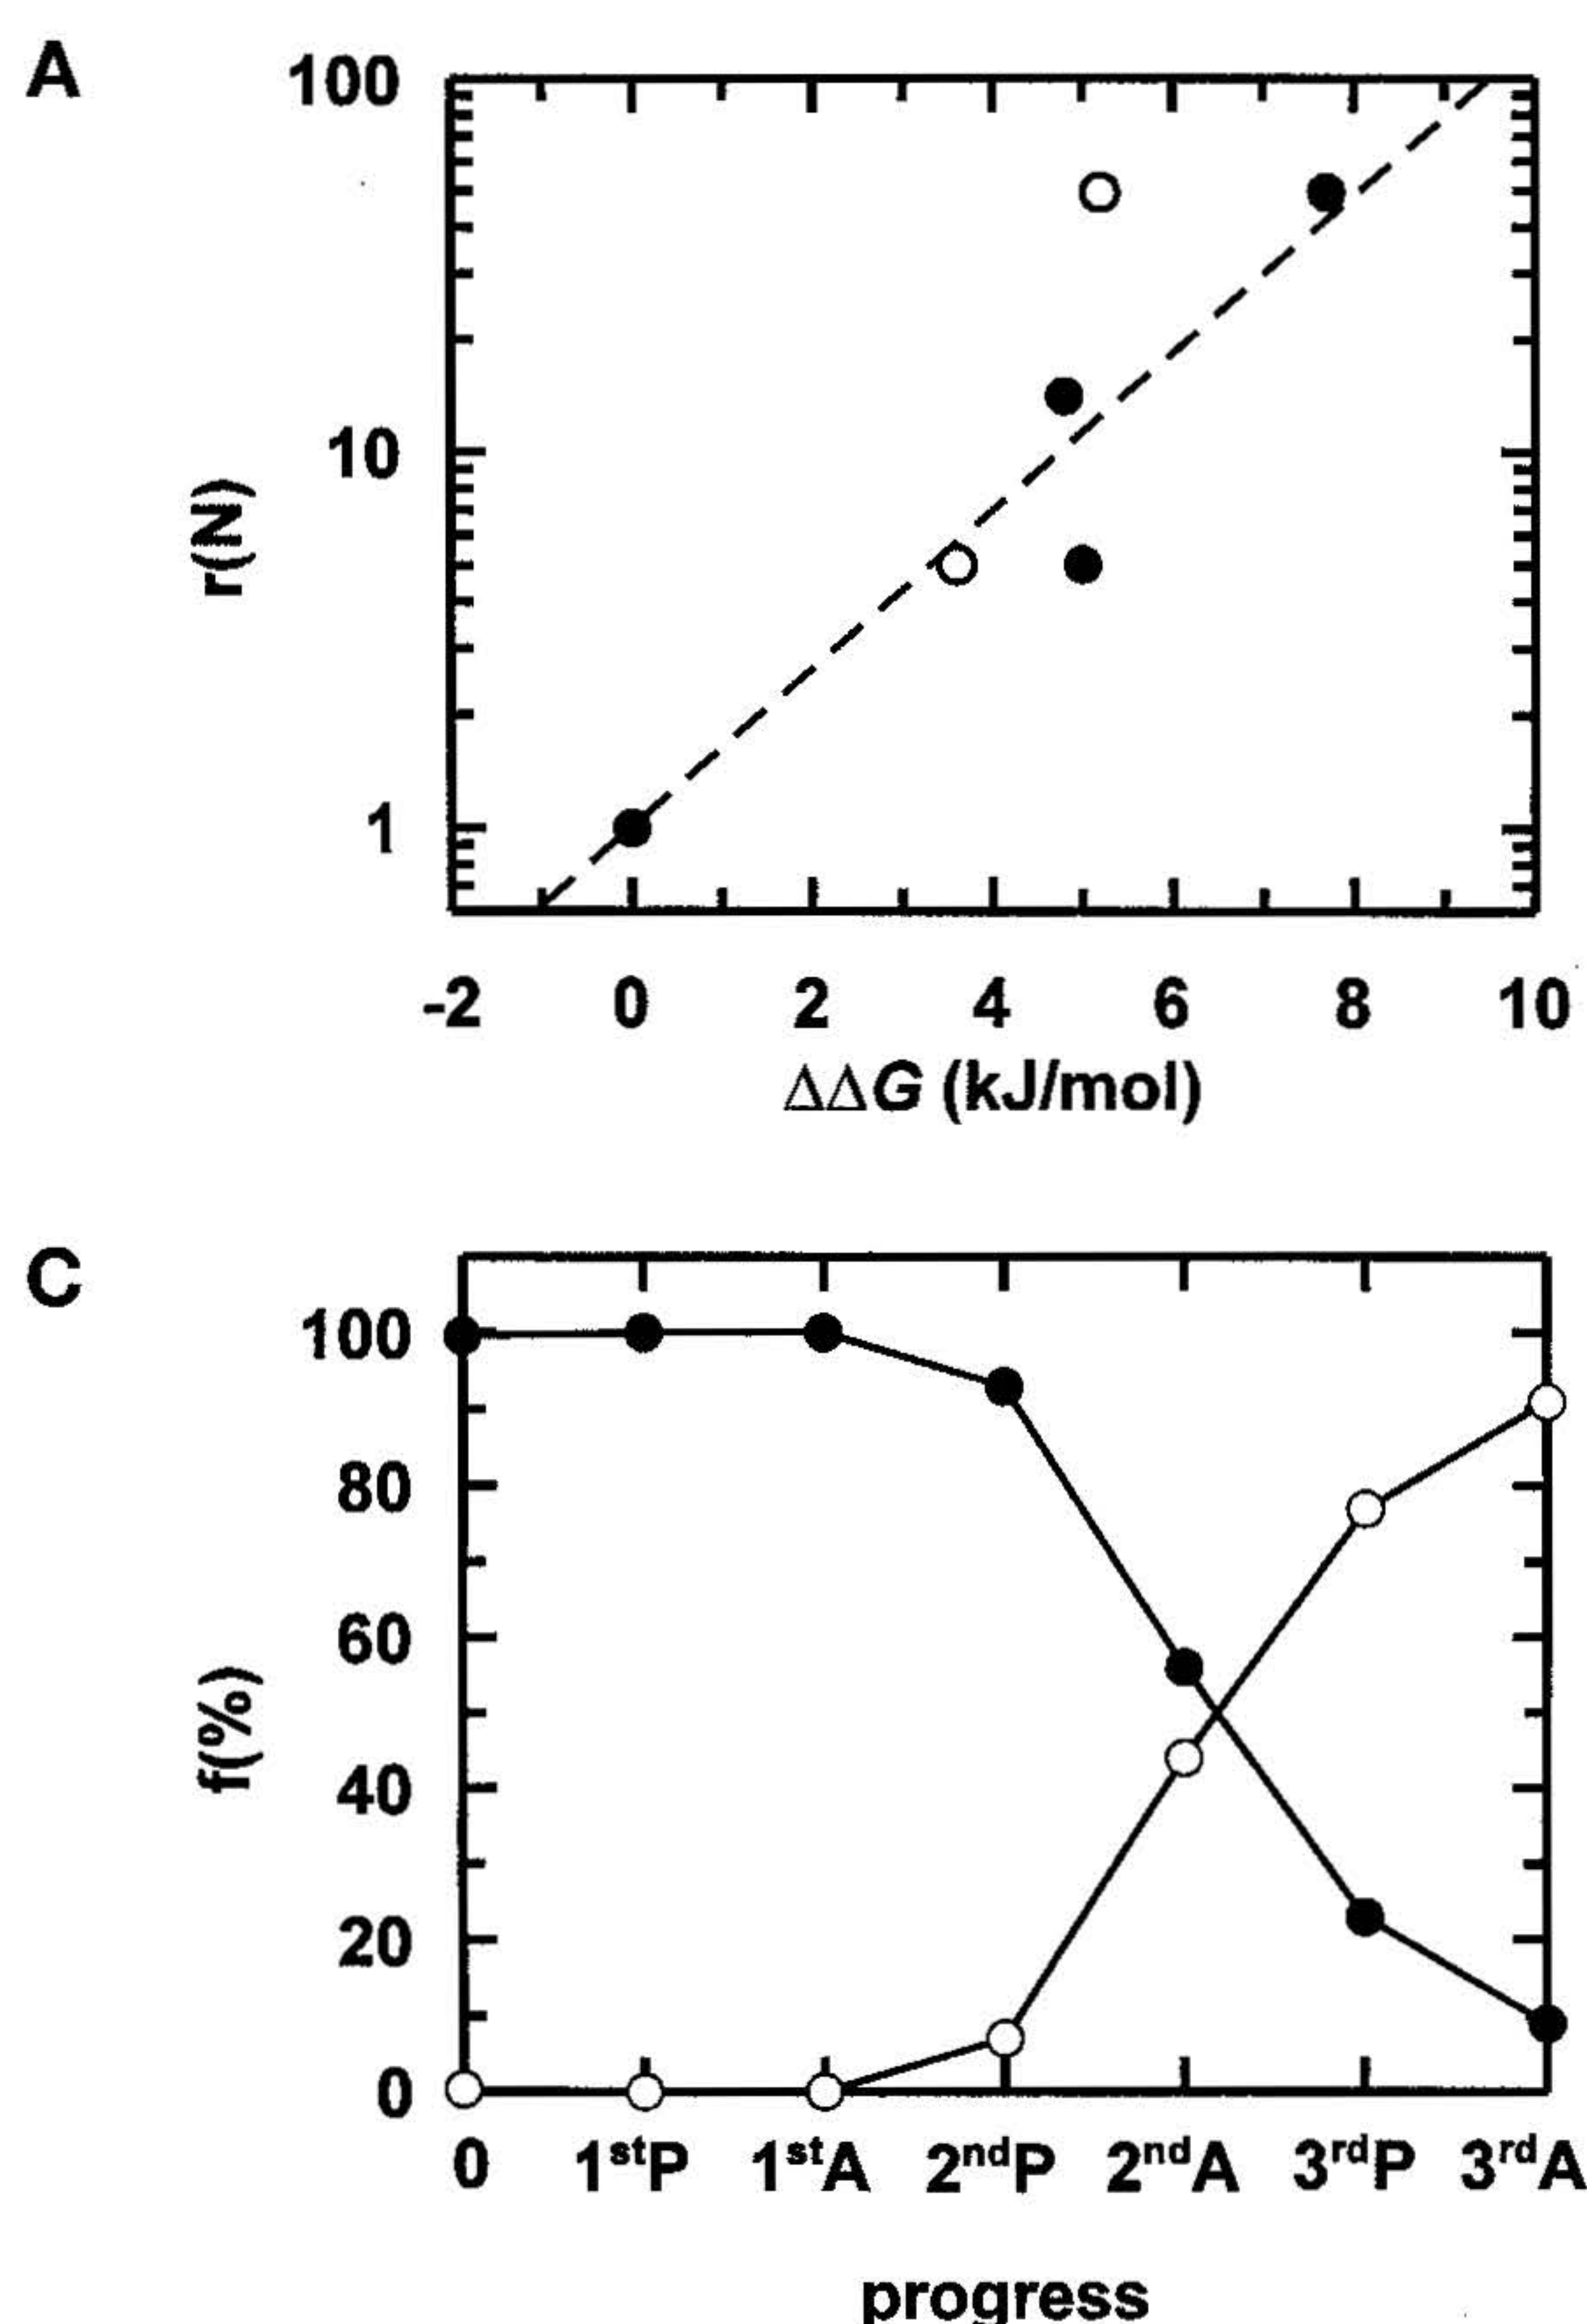 A
100
10
1
r(N)
-2 0 2 4 6 8 10
ΔΔG (kJ/mol)
C
100
80
60
40
20
0
f(%)
0 1stP 1stA 2ndP 2ndA 3rdP 3rdA
progress